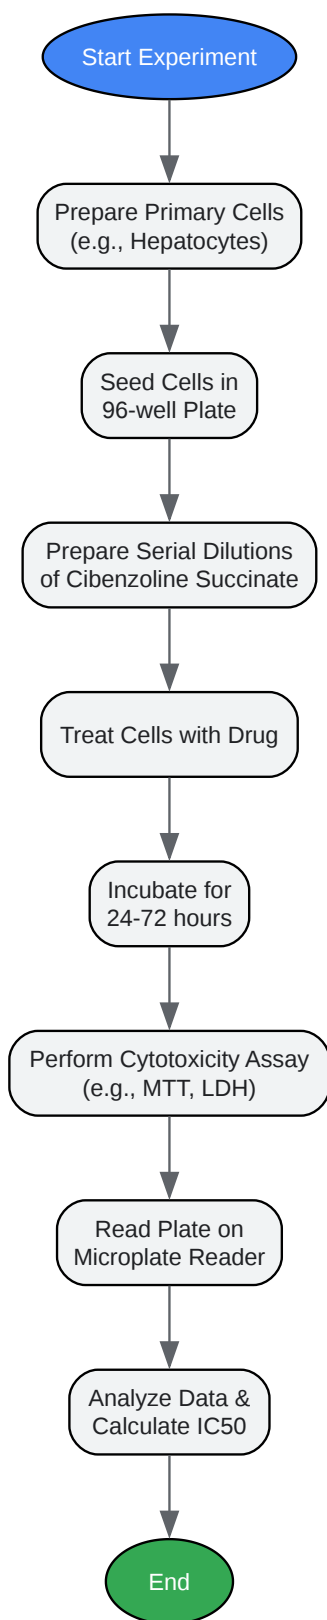 Start Experiment
Prepare Primary Cells
(e.g., Hepatocytes)
Seed Cells in
96-well Plate
Prepare Serial Dilutions
of Cibenzoline Succinate
Treat Cells with Drug
Incubate for
24-72 hours
Perform Cytotoxicity Assay
(e.g., MTT, LDH)
Read Plate on
Microplate Reader
Analyze Data &
Calculate IC50
End